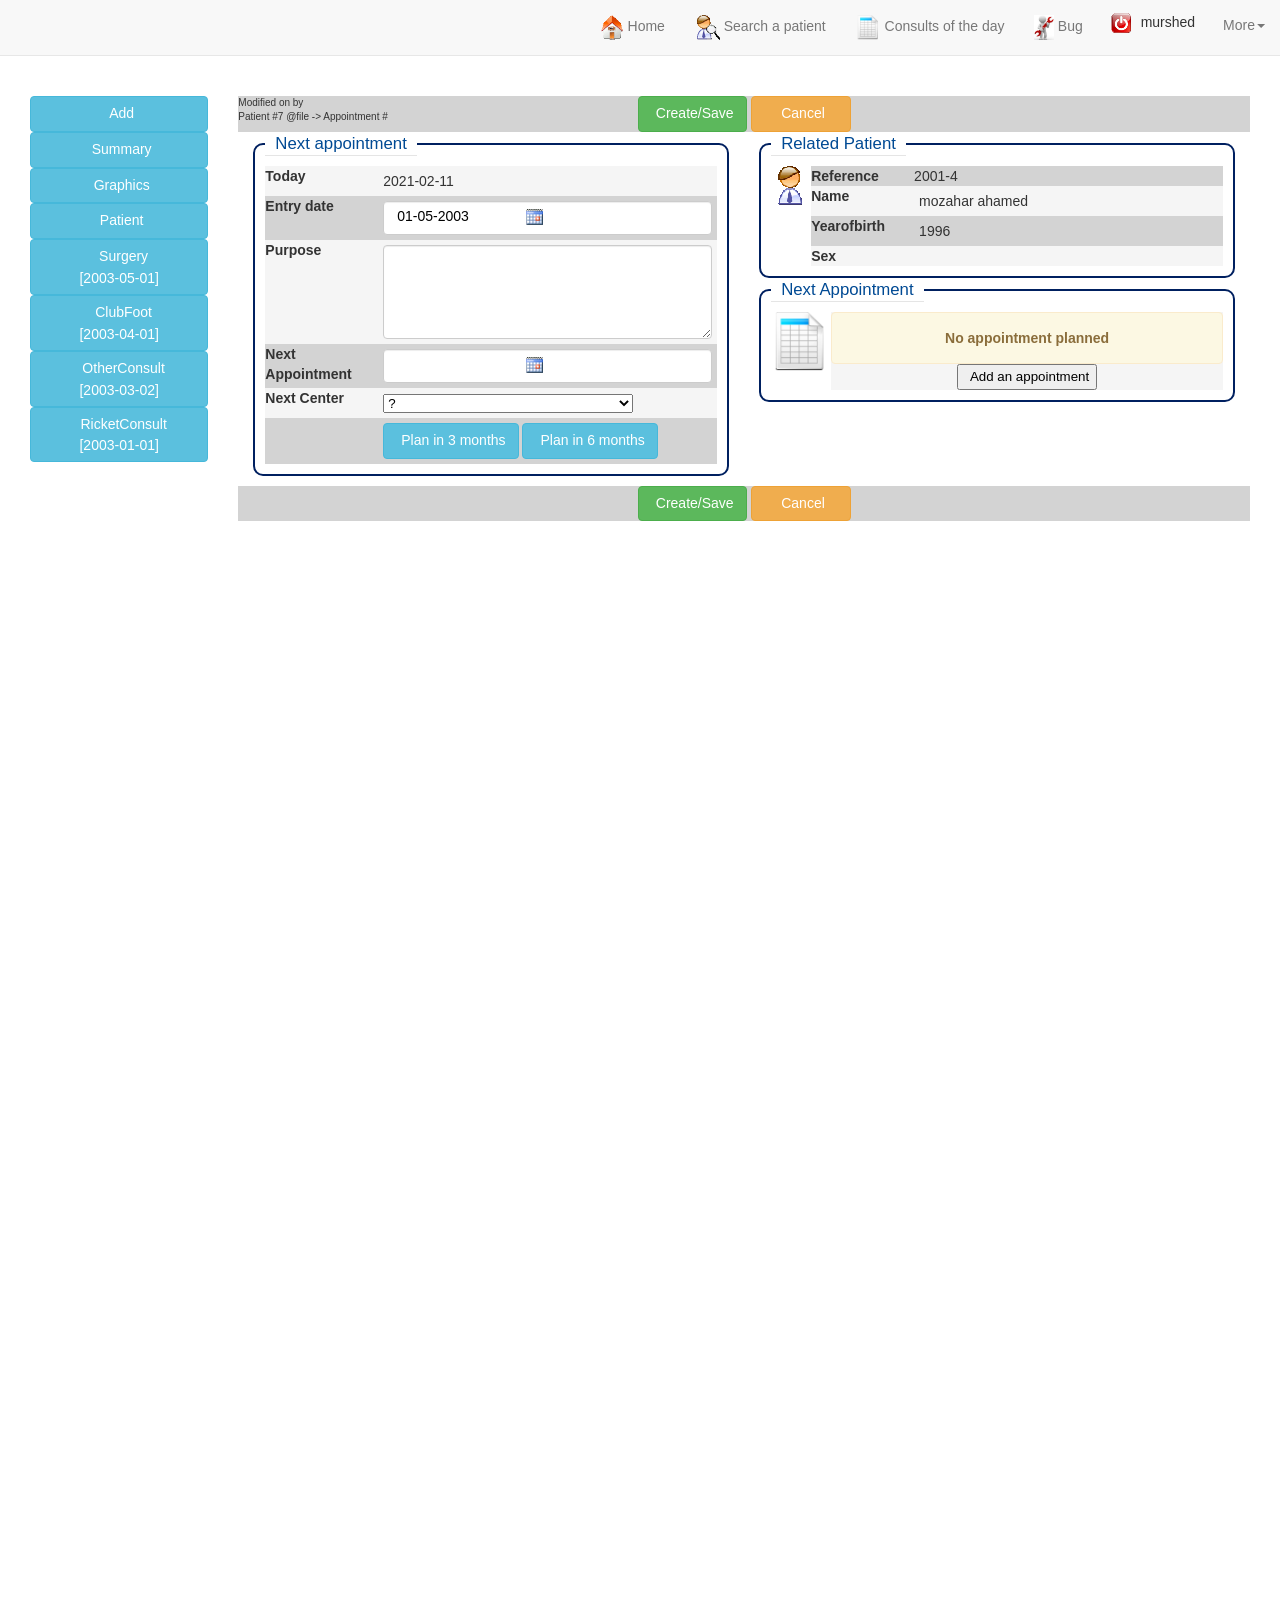 Home Search a patient Consults of the day Bug murshed More
Add
Summary
Graphics
Patient
Surgery
[2003-05-01]
ClubFoot
[2003-04-01]
OtherConsult
[2003-03-02]
RicketConsult
[2003-01-01]
Modified on by
Patient #7 @file -> Appointment #
Create/Save Cancel
Next appointment
Today 2021-02-11
Entry date 01-05-2003
Purpose
Next
Appointment
Next Center ?
Plan in 3 months Plan in 6 months
Related Patient
Reference 2001-4
Name mozahar ahamed
Yearofbirth 1996
Sex
Next Appointment
No appointment planned
Add an appointment
Create/Save Cancel